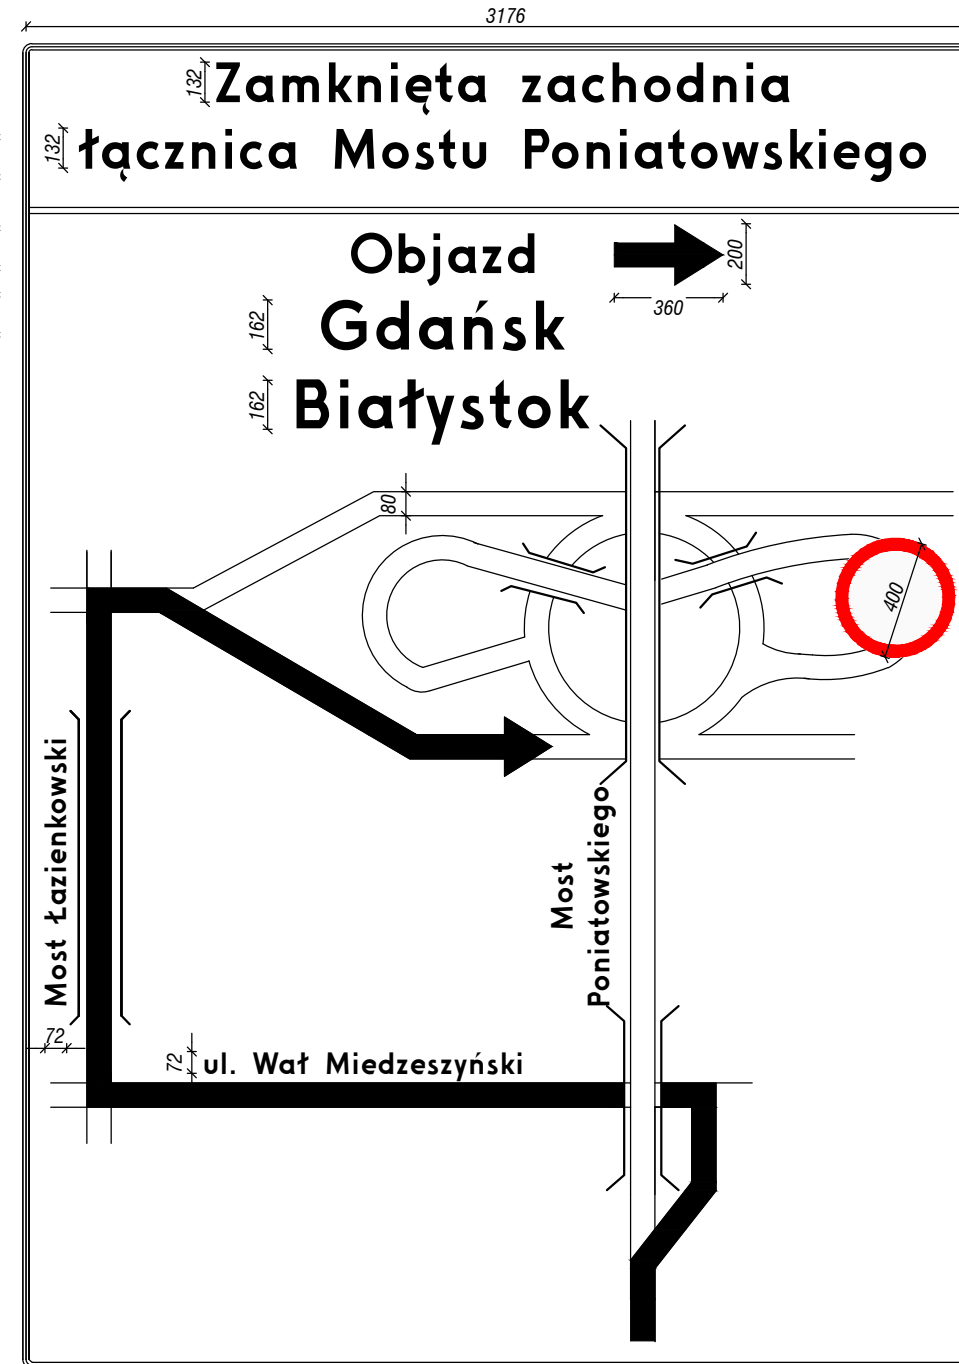 3176
132
Zamknięta zachodnia
132
łącznica Mostu Poniatowskiego
Objazd
200
360
162
Gdańsk
162
Białystok
80
400
Most Łazienkowski
Most
Poniatowskiego
72
72
ul. Wał Miedzeszyński